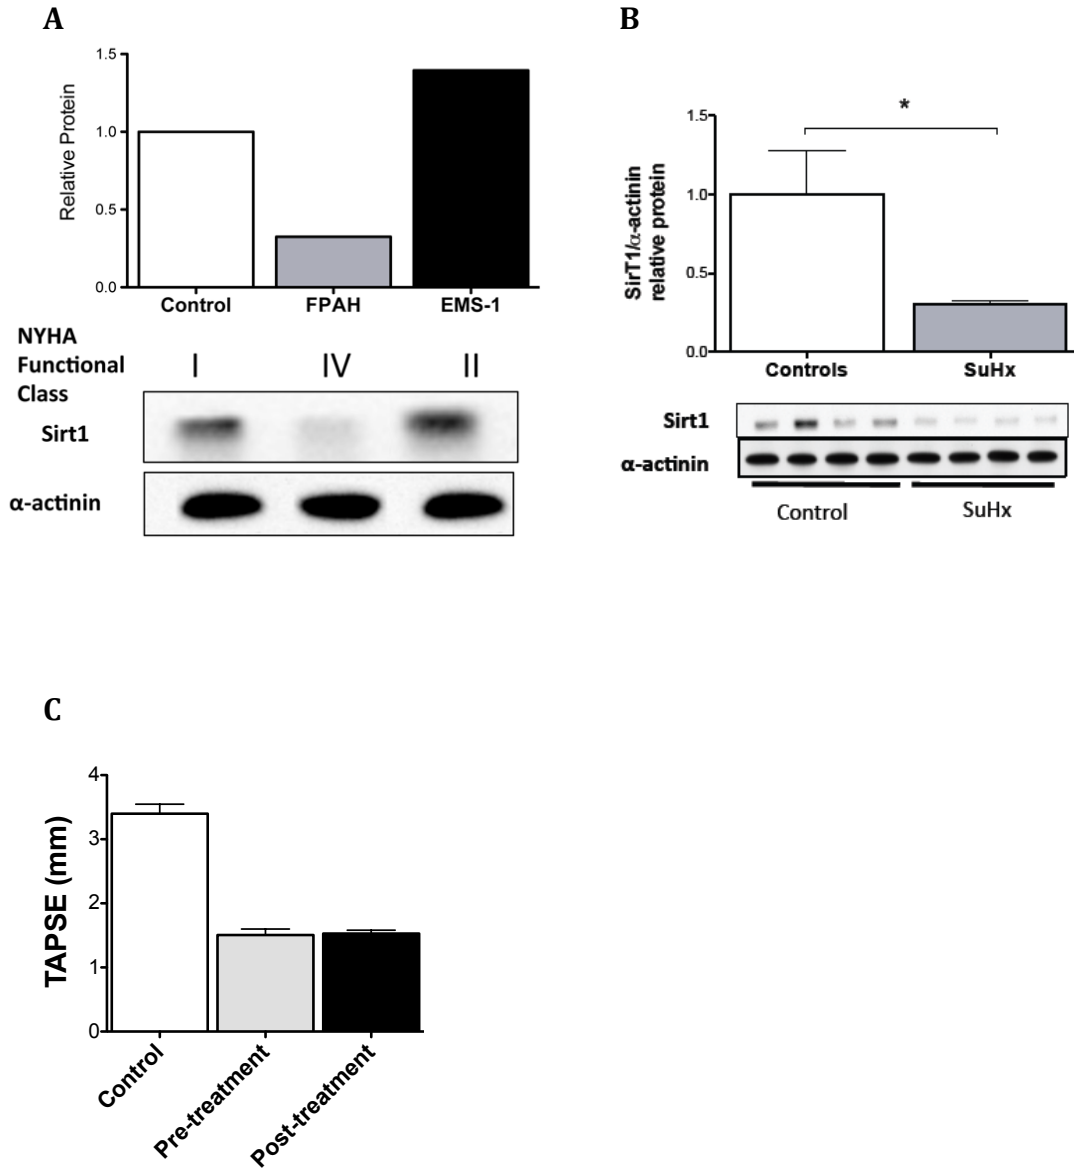 A
1.5
1.0
0.5
0.0
Relative Protein
Control FPAH EMS-1
NYHA
Functional
Class
I IV II
Sirt1
α-actinin
B
*
1.5
1.0
0.5
0.0
SirT1/α-actinin
relative protein
Controls SuHx
Sirt1
α-actinin
Control SuHx
C
4
3
2
1
0
TAPSE (mm)
Control
Pre-treatment
Post-treatment